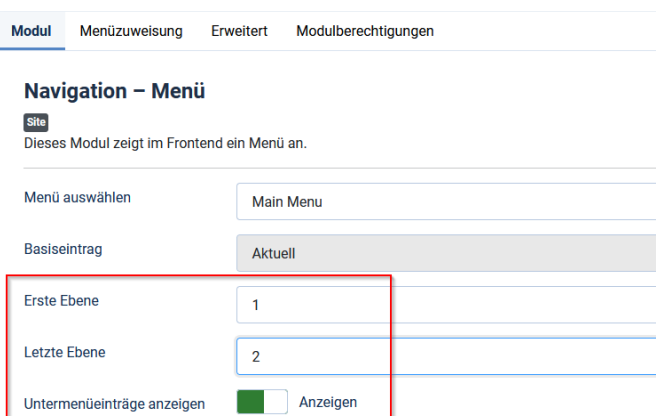 Modul Menüzuweisung Erweitert Modulberechtigungen
Navigation – Menü
Site
Dieses Modul zeigt im Frontend ein Menü an.
Menü auswählen Main Menu
Basiseintrag Aktuell
Erste Ebene 1
Letzte Ebene 2
Untermenüeinträge anzeigen Anzeigen